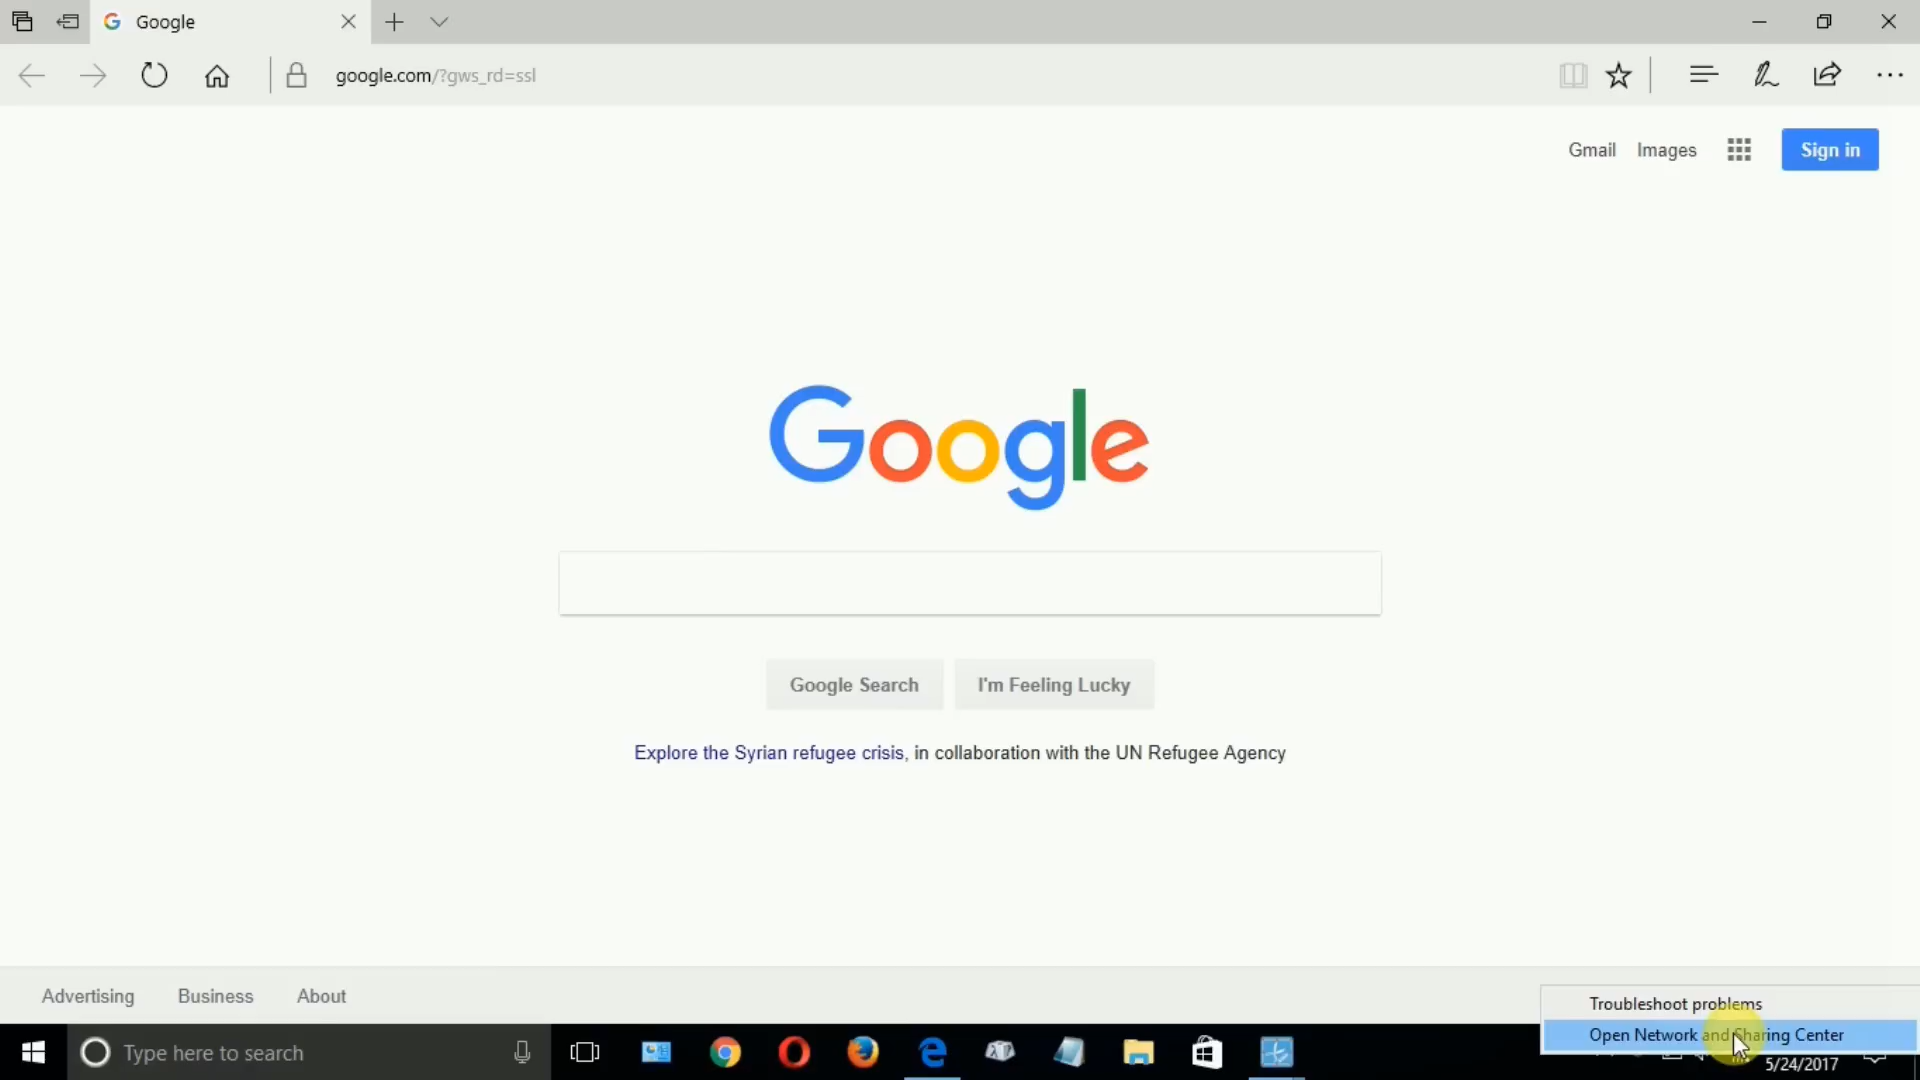 Google
google.com/?gws_rd=ssl
Gmail Images Sign in
Google
Google Search I'm Feeling Lucky
Explore the Syrian refugee crisis, in collaboration with the UN Refugee Agency
Advertising Business About
Troubleshoot problems
Open Network and Sharing Center
Type here to search
5/24/2017